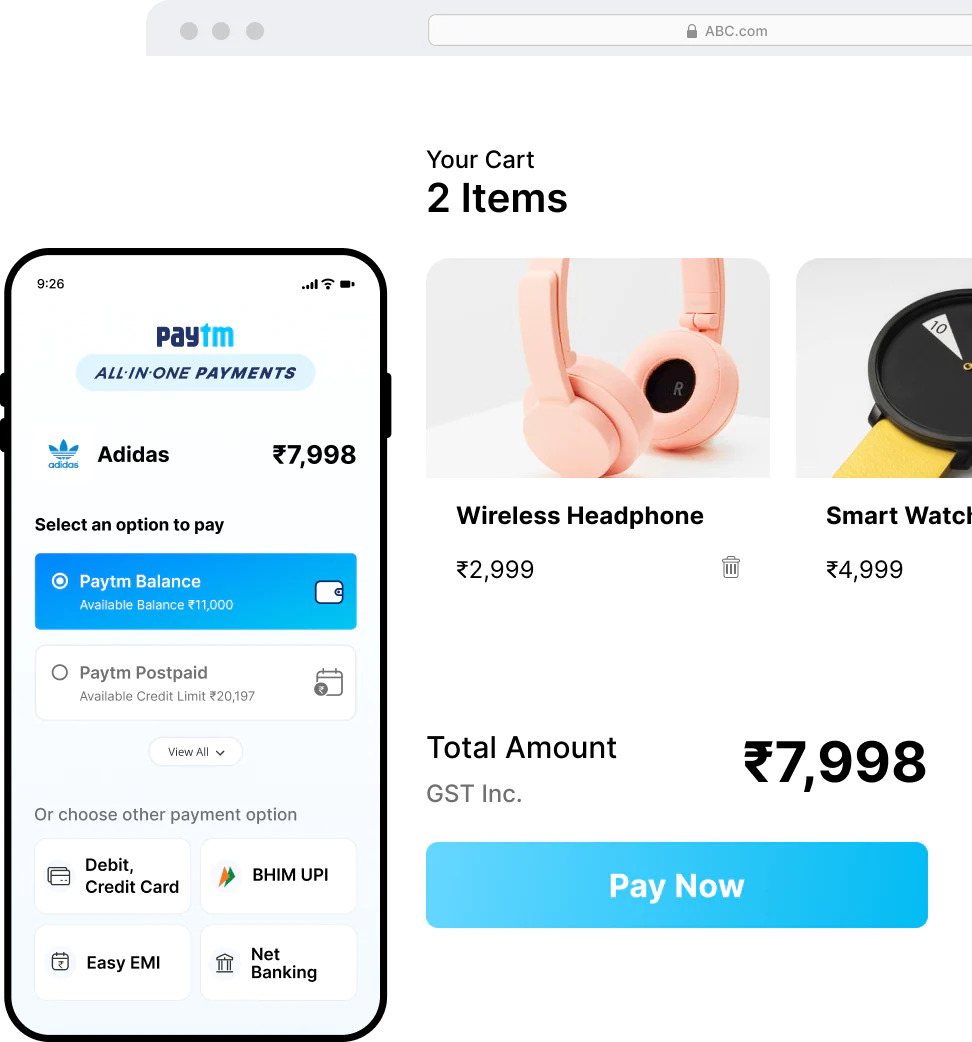 ABC.com
Your Cart
2 Items
R
10
Wireless Headphone
₹2,999
Smart Watch
₹4,999
Total Amount
₹7,998
GST Inc.
Pay Now
9:26
paytm
ALL·IN·ONE PAYMENTS
adidas
Adidas
₹7,998
Select an option to pay
Paytm Balance
Available Balance ₹11,000
Paytm Postpaid
Available Credit Limit ₹20,197
₹
View All
Or choose other payment option
Debit,
Credit Card
BHIM UPI
₹
Easy EMI
Net
Banking